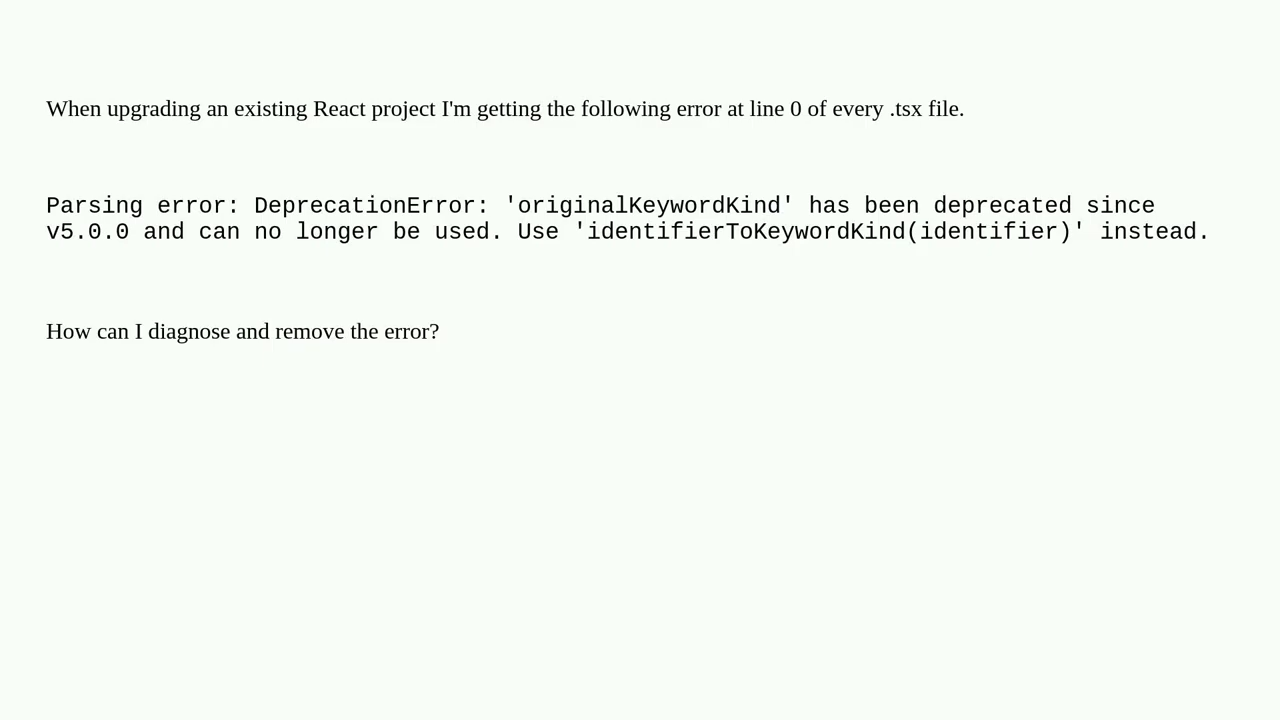 When upgrading an existing React project I'm getting the following error at line 0 of every .tsx file.
Parsing error: DeprecationError: 'originalKeywordKind' has been deprecated since
v5.0.0 and can no longer be used. Use 'identifierToKeywordKind(identifier)' instead.
How can I diagnose and remove the error?